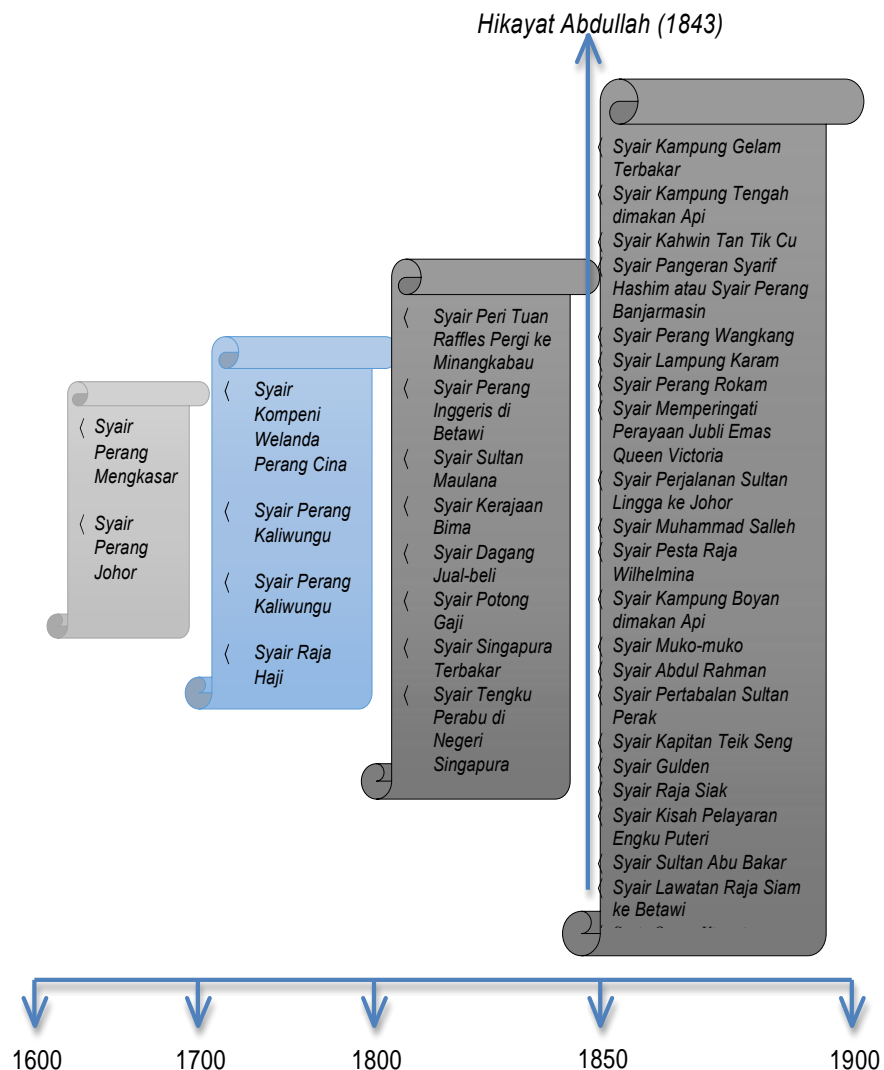 Hikayat Abdullah (1843)
Syair
Perang
Mengkasar
Syair
Perang
Johor
Syair
Kompeni
Welanda
Perang Cina
Syair Perang
Kaliwungu
Syair Perang
Kaliwungu
Syair Raja
Haji
Syair Peri Tuan
Raffles Pergi ke
Minangkabau
Syair Perang
Inggeris di
Betawi
Syair Sultan
Maulana
Syair Kerajaan
Bima
Syair Dagang
Jual-beli
Syair Potong
Gaji
Syair Singapura
Terbakar
Syair Tengku
Perabu di
Negeri
Singapura
Syair Kampung Gelam
Terbakar
Syair Kampung Tengah
dimakan Api
Syair Kahwin Tan Tik Cu
Syair Pangeran Syarif
Hashim atau Syair Perang
Banjarmasin
Syair Perang Wangkang
Syair Lampung Karam
Syair Perang Rokam
Syair Memperingati
Perayaan Jubli Emas
Queen Victoria
Syair Perjalanan Sultan
Lingga ke Johor
Syair Muhammad Salleh
Syair Pesta Raja
Wilhelmina
Syair Kampung Boyan
dimakan Api
Syair Muko-muko
Syair Abdul Rahman
Syair Pertabalan Sultan
Perak
Syair Kapitan Teik Seng
Syair Gulden
Syair Raja Siak
Syair Kisah Pelayaran
Engku Puteri
Syair Sultan Abu Bakar
Syair Lawatan Raja Siam
ke Betawi
1600 1700 1800 1850 1900